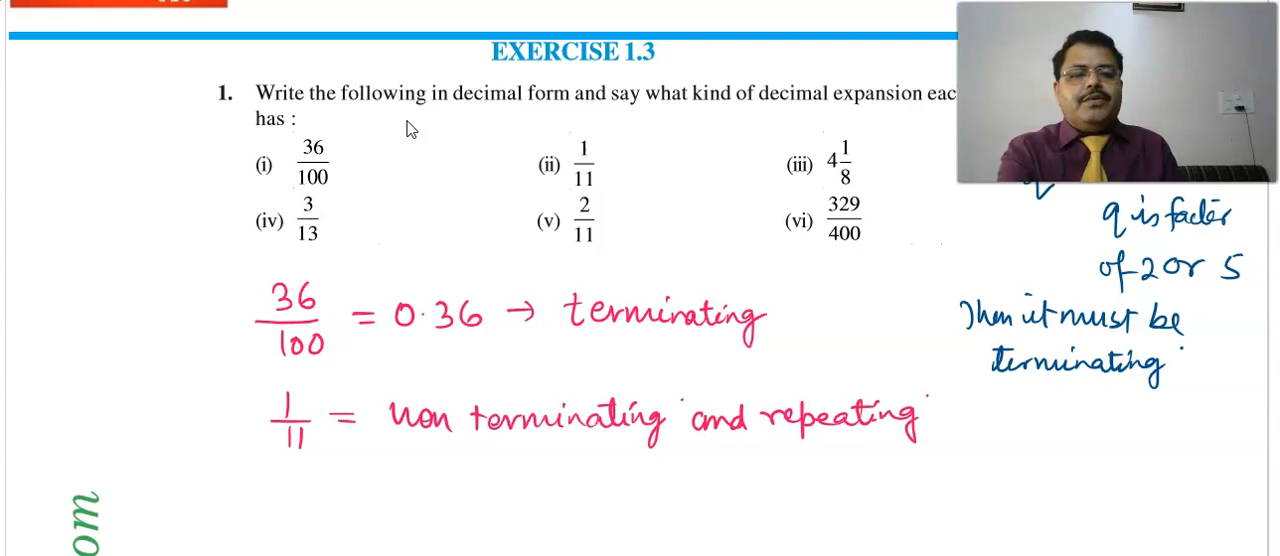 EXERCISE 1.3
1. Write the following in decimal form and say what kind of decimal expansion eac
has :
(i) 36/100 (ii) 1/11 (iii) 4 1/8
(iv) 3/13 (v) 2/11 (vi) 329/400
q is factor
of 2 or 5
Then it must be
terminating
36/100 = 0.36 → terminating
1/11 = non terminating and repeating
om